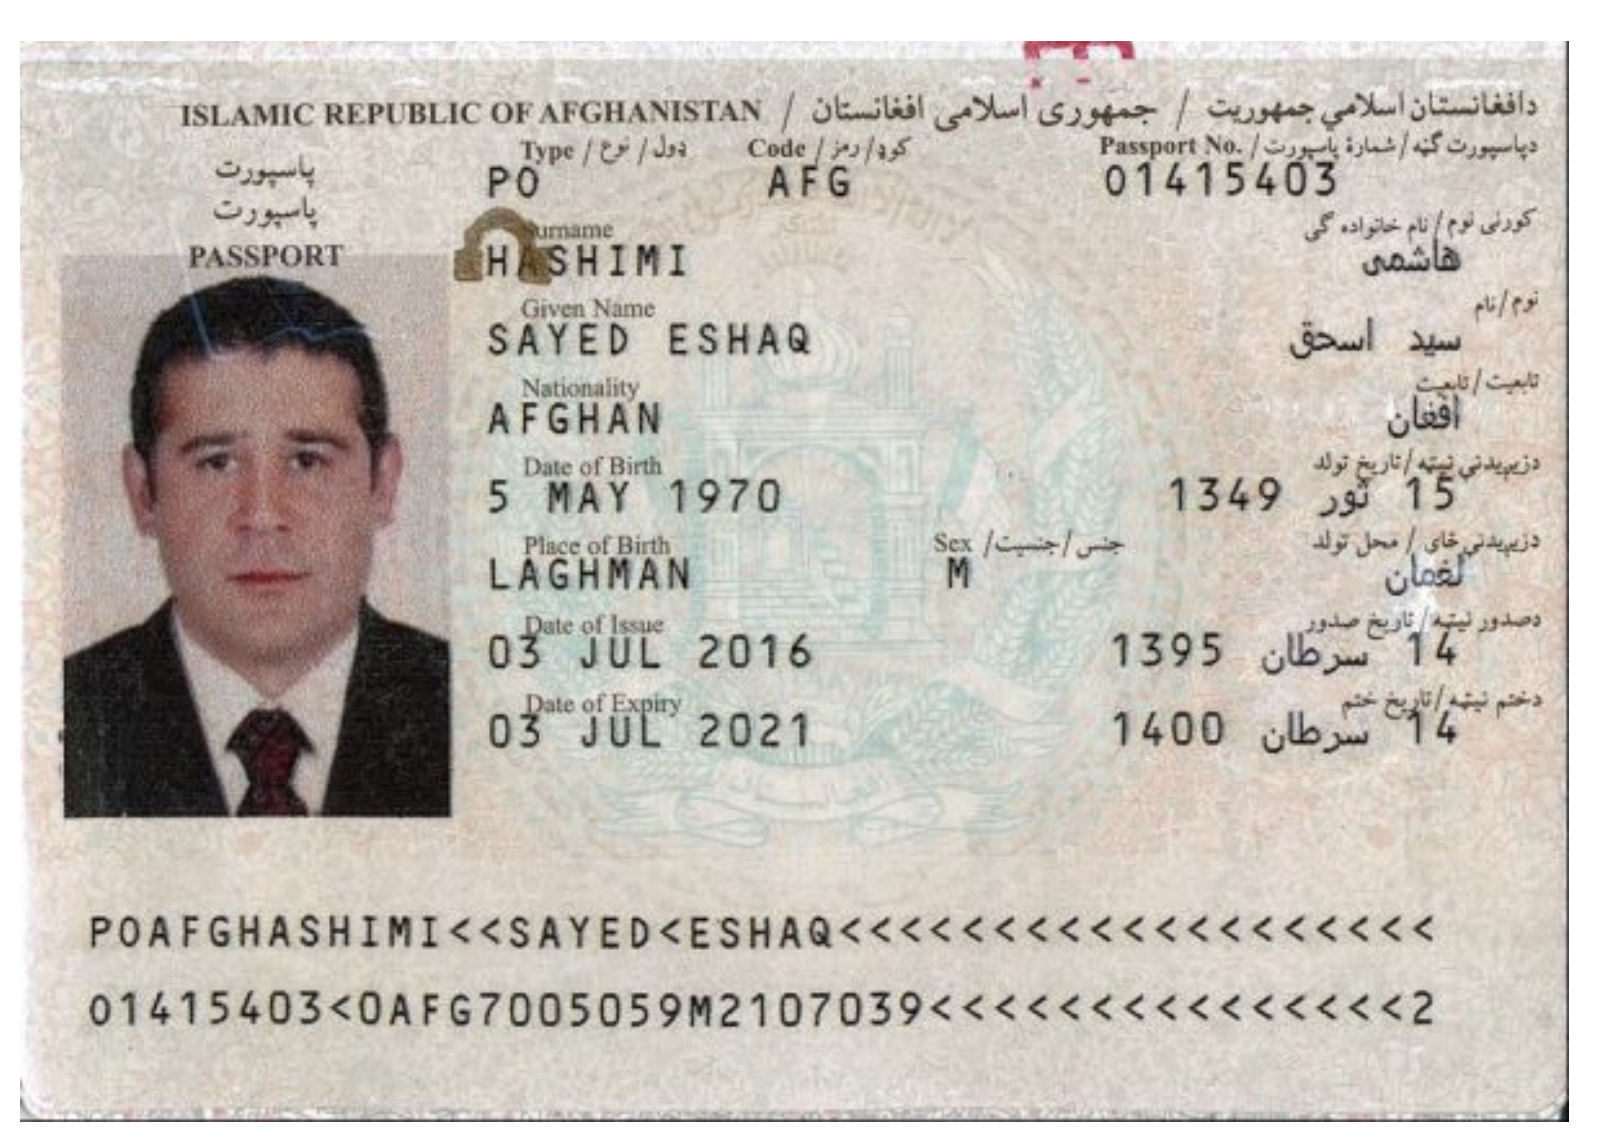 ISLAMIC REPUBLIC OF AFGHANISTAN / جمهوری اسلامی افغانستان / دافغانستان اسلامي جمهوریت
Type / دول / نوع Code / کوډ / رمز Passport No. / دپاسپورت گڼه / شمارۀ پاسپورت
پاسپورت PO AFG 01415403
پاسپورت
PASSPORT
Surname کورنی نوم / نام خانواده گی
HASHIMI هاشمی
Given Name نوم / نام
SAYED ESHAQ سید اسحق
Nationality تابعیت / تابعیت
AFGHAN افغان
Date of Birth دزیږیدنی نیټه / تاریخ تولد
5 MAY 1970 15 ثور 1349
Place of Birth Sex / جنس / جنسیت دزیږیدنی ځای / محل تولد
LAGHMAN M لغمان
Date of Issue دصدور نیټه / تاریخ صدور
03 JUL 2016 14 سرطان 1395
Date of Expiry دختم نیټه / تاریخ ختم
03 JUL 2021 14 سرطان 1400
POAFGHASHIMI<<SAYED<ESHAQ<<<<<<<<<<<<<<<<<<<
01415403<0AFG7005059M2107039<<<<<<<<<<<<<<<2